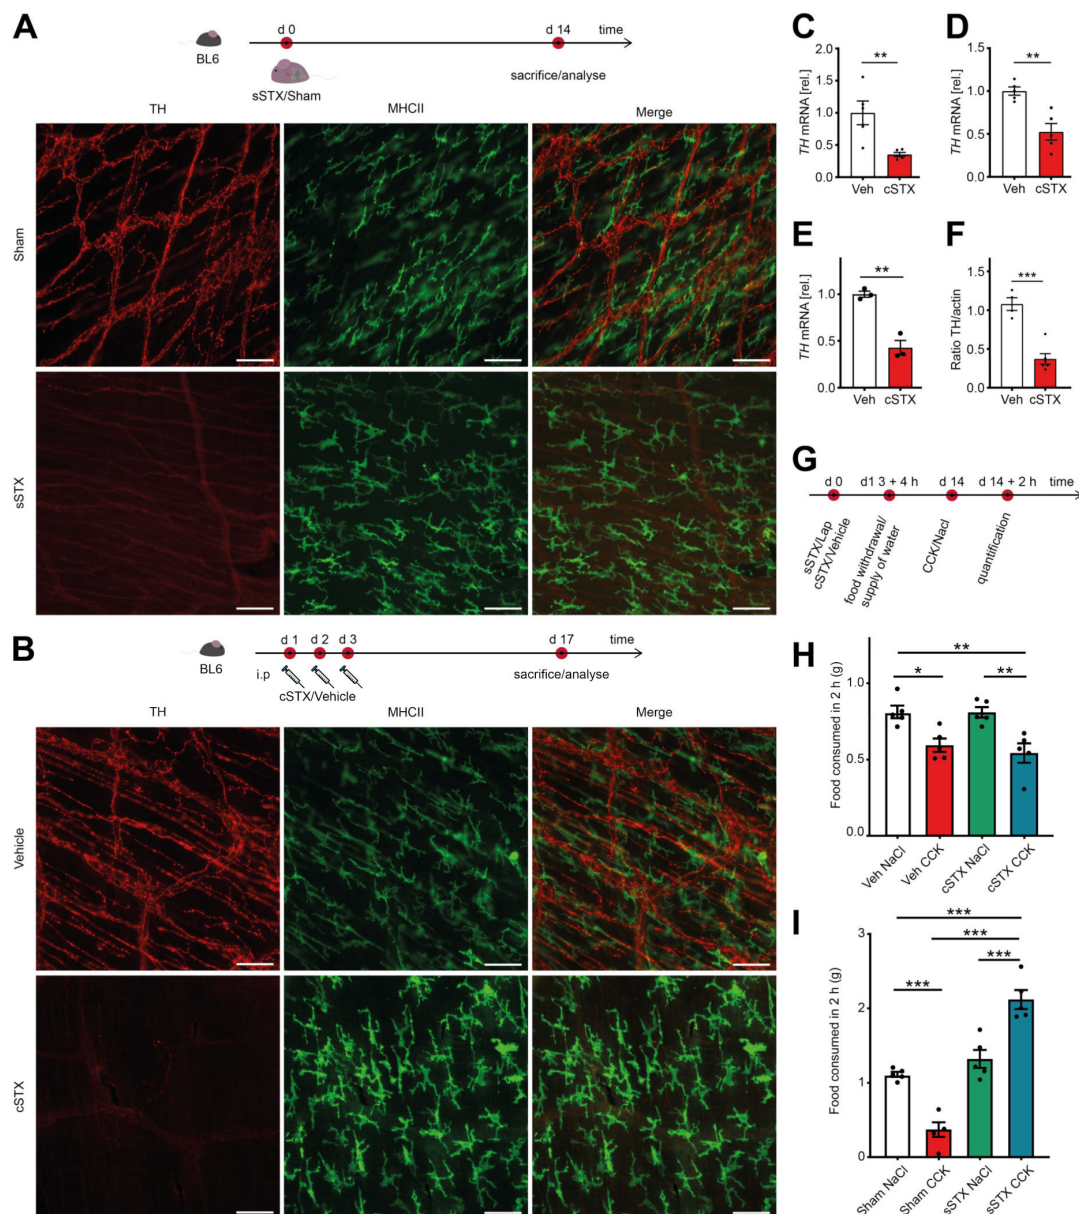 A
d 0
d 14
time
BL6
sSTX/Sham
sacrifice/analyse
TH
MHCII
Merge
Sham
sSTX
B
d 1
d 2
d 3
d 17
time
BL6
i.p
cSTX/Vehicle
sacrifice/analyse
TH
MHCII
Merge
Vehicle
cSTX
C
TH mRNA [rel.]
2.0
1.5
1.0
0.5
0.0
**
Veh
cSTX
D
TH mRNA [rel.]
1.5
1.0
0.5
0.0
**
Veh
cSTX
E
TH mRNA [rel.]
1.0
0.5
0.0
**
Veh
cSTX
F
Ratio TH/actin
1.5
1.0
0.5
0.0
***
Veh
cSTX
G
d 0
d1 3 + 4 h
d 14
d 14 + 2 h
time
sSTX/Lap
cSTX/Vehicle
food withdrawal/
supply of water
CCK/Nacl
quantification
H
Food consumed in 2 h (g)
1.0
0.5
0.0
**
*
**
Veh NaCl
Veh CCK
cSTX NaCl
cSTX CCK
I
Food consumed in 2 h (g)
3
2
1
0
***
***
***
***
Sham NaCl
Sham CCK
sSTX NaCl
sSTX CCK